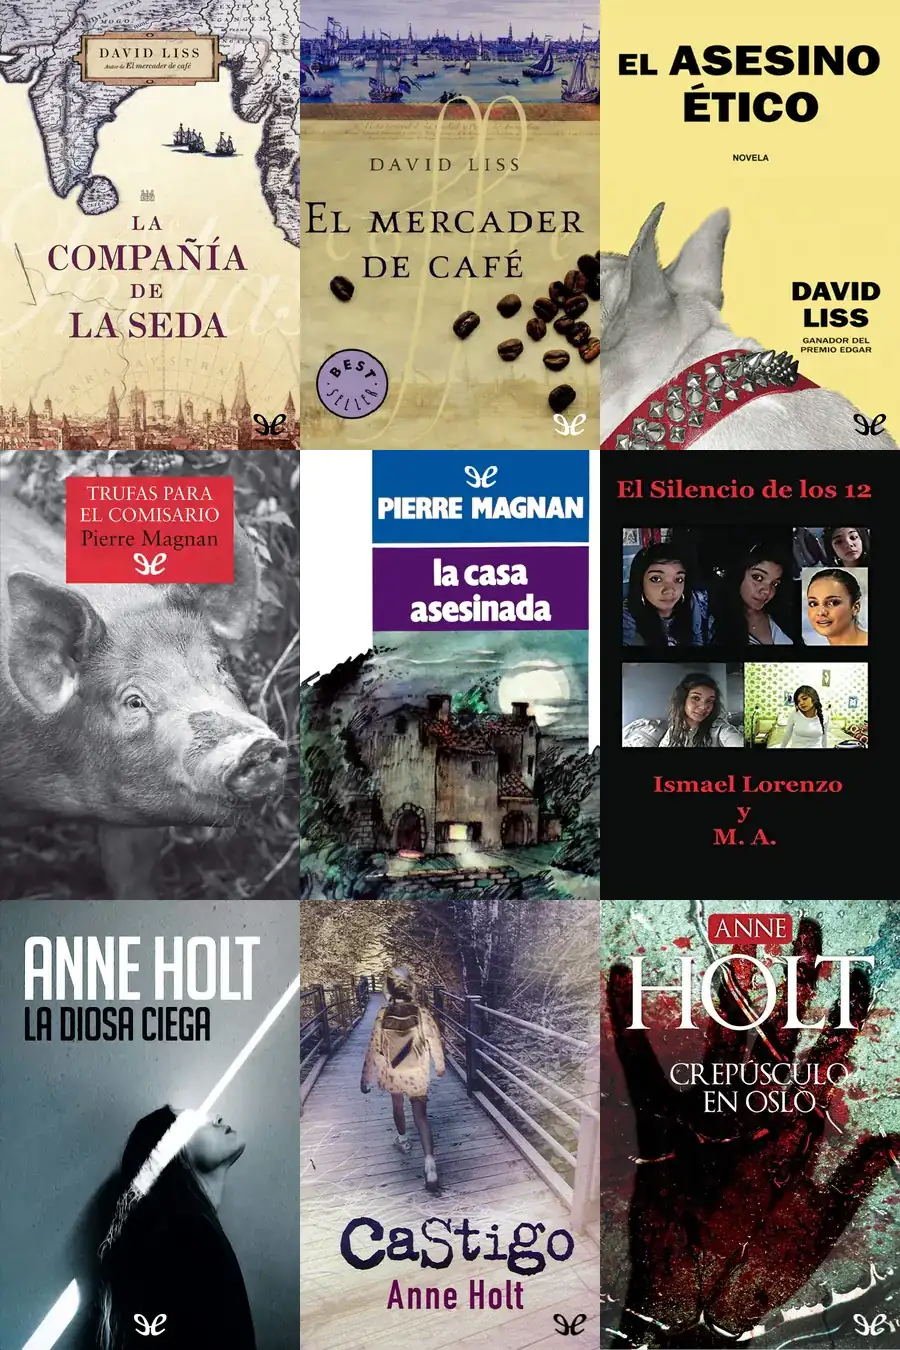 DAVID LISS
Autor de El mercader de café
LA
COMPAÑÍA
DE
LA SEDA
DAVID LISS
EL MERCADER
DE CAFÉ
BEST
SELLER
EL ASESINO
ÉTICO
NOVELA
DAVID
LISS
GANADOR DEL
PREMIO EDGAR
TRUFAS PARA
EL COMISARIO
Pierre Magnan
PIERRE MAGNAN
la casa
asesinada
El Silencio de los 12
Ismael Lorenzo
y
M. A.
ANNE HOLT
LA DIOSA CIEGA
Castigo
Anne Holt
ANNE
HOLT
CREPÚSCULO
EN OSLO